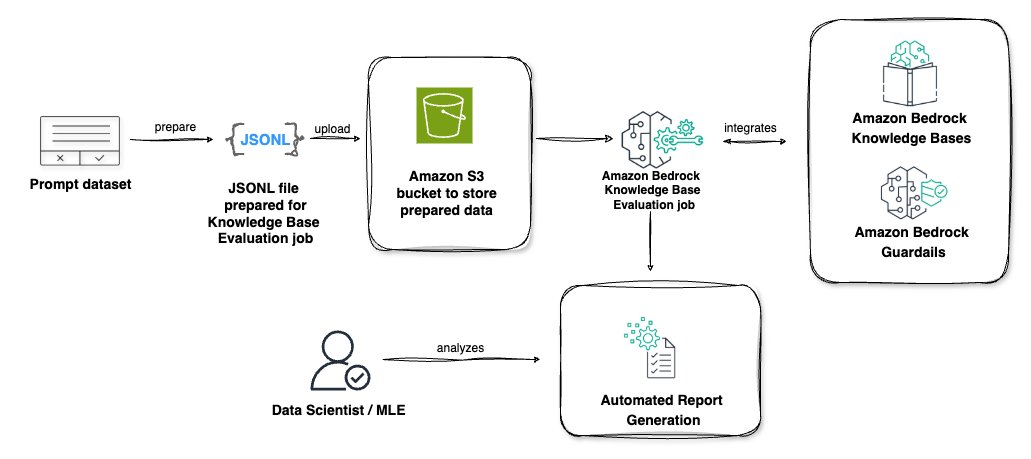 prepare
{JSONL}
upload
integrates
Prompt dataset
JSONL file
prepared for
Knowledge Base
Evaluation job
Amazon S3
bucket to store
prepared data
Amazon Bedrock
Knowledge Base
Evaluation job
Amazon Bedrock
Knowledge Bases
Amazon Bedrock
Guardails
analyzes
Data Scientist / MLE
Automated Report
Generation